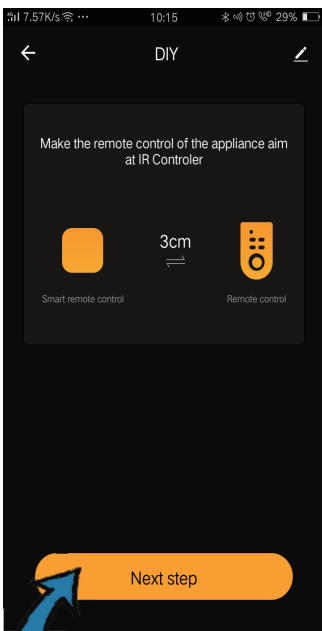 7.57K/s ··· 10:15 29%
DIY
Make the remote control of the appliance aim
at IR Controler
3cm
Smart remote control Remote control
Next step